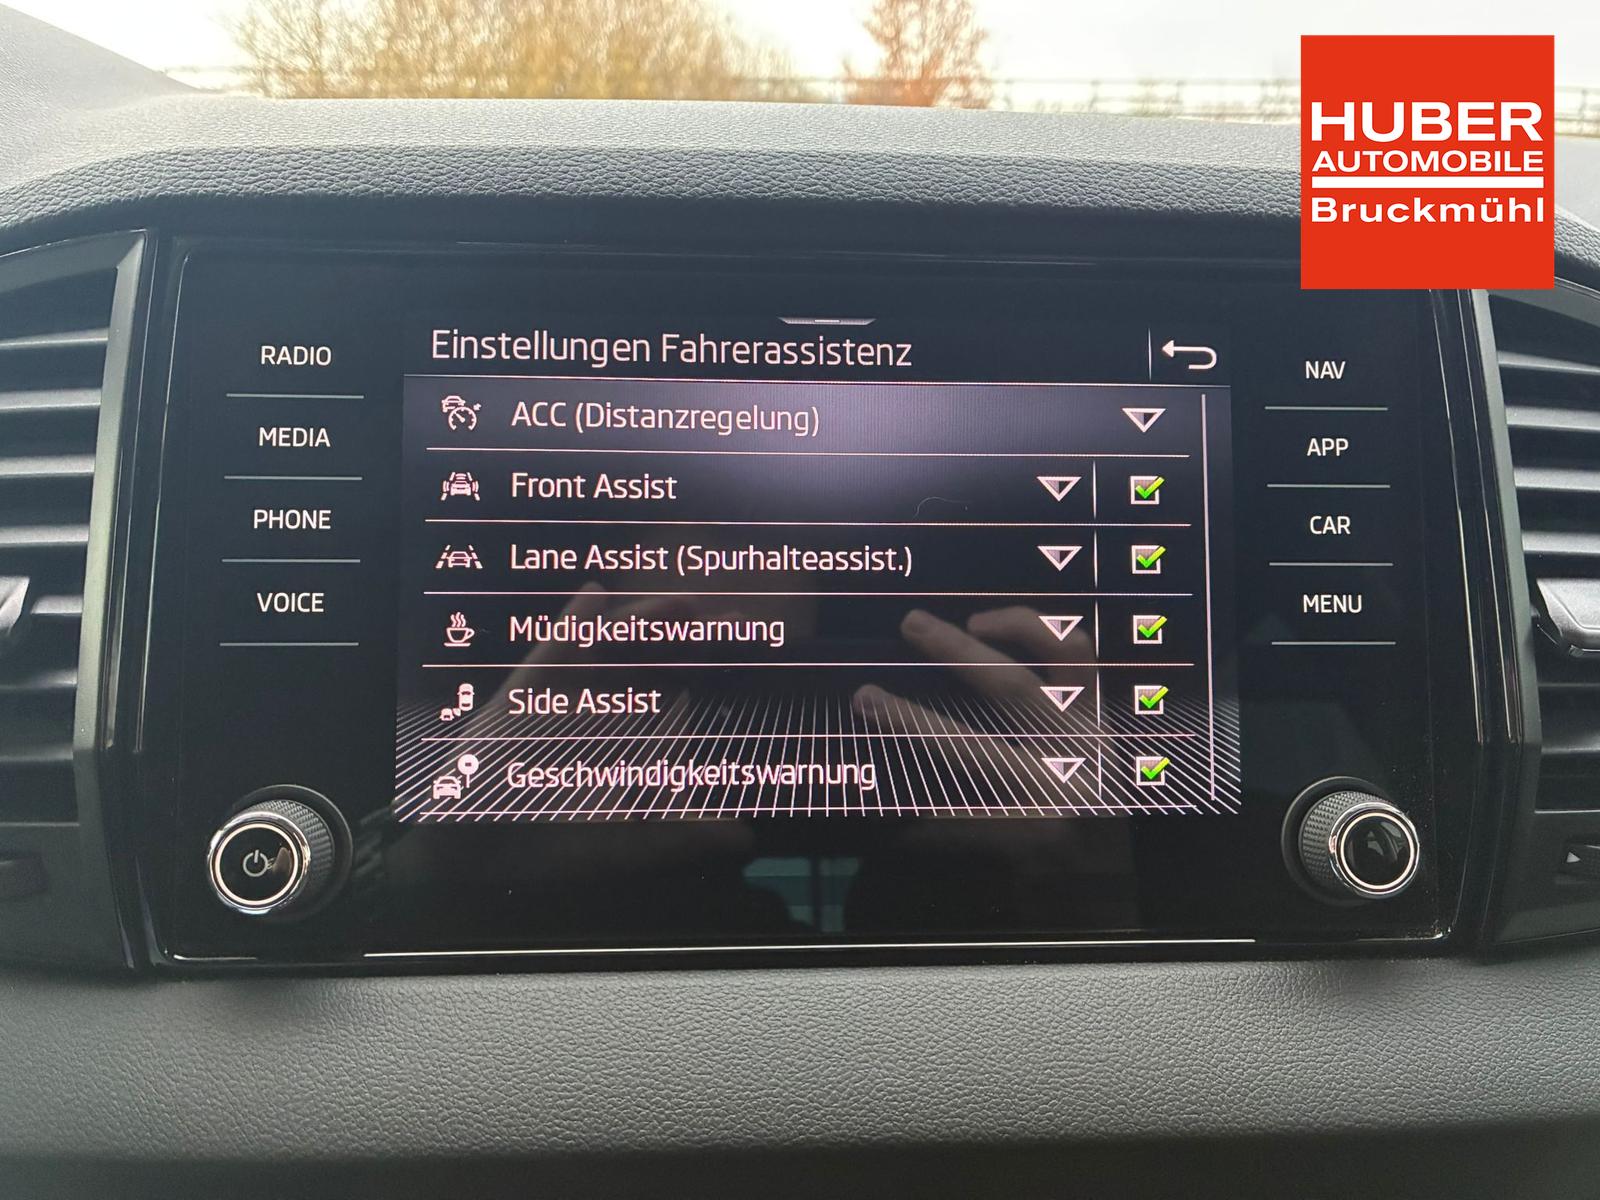 HUBER
AUTOMOBILE
Bruckmühl
Einstellungen Fahrerassistenz
RADIO
MEDIA
PHONE
VOICE
ACC (Distanzregelung)
Front Assist
Lane Assist (Spurhalteassist.)
Müdigkeitswarnung
Side Assist
Geschwindigkeitswarnung
NAV
APP
CAR
MENU